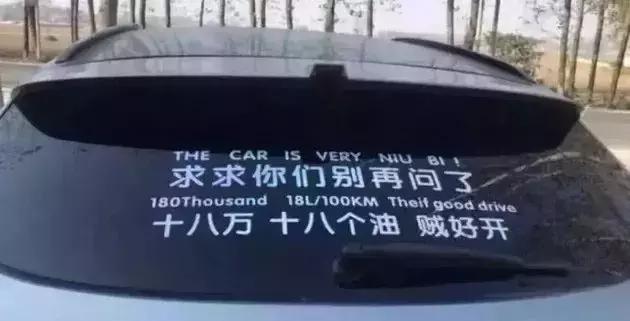 THE CAR IS VERY NIU BI!
求求你们别再问了
180Thousand 18L/100KM Theif good drive
十八万 十八个油 贼好开